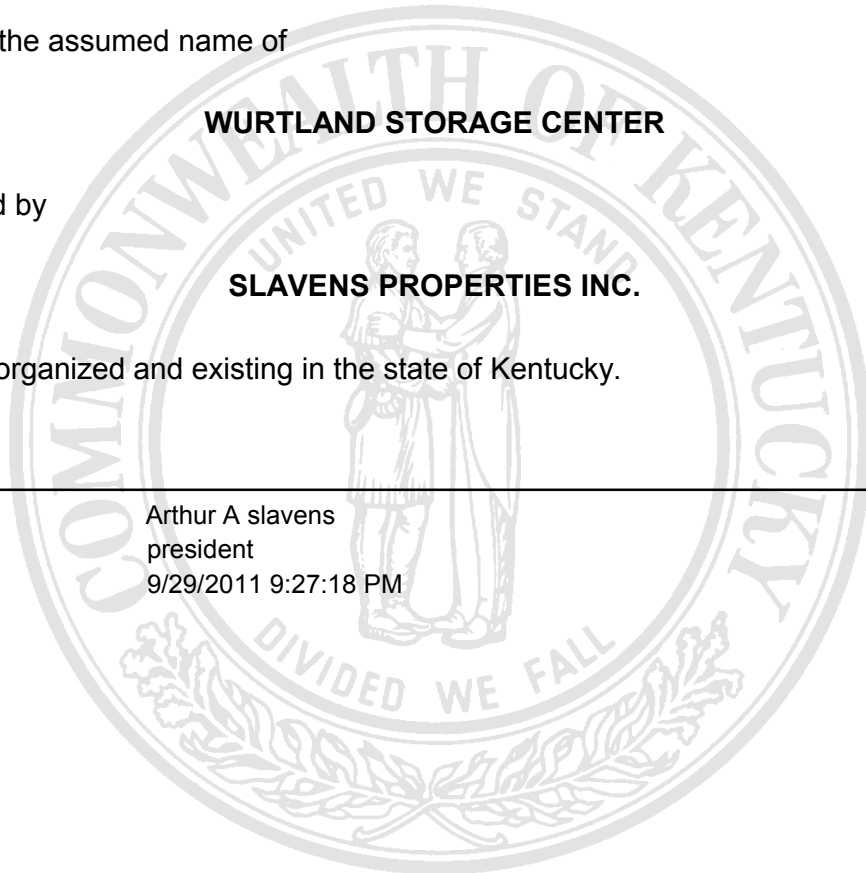 the assumed name of
WURTLAND STORAGE CENTER
d by
SLAVENS PROPERTIES INC.
organized and existing in the state of Kentucky.
Arthur A slavens
president
9/29/2011 9:27:18 PM
COMMONWEALTH OF KENTUCKY
UNITED WE STAND
DIVIDED WE FALL